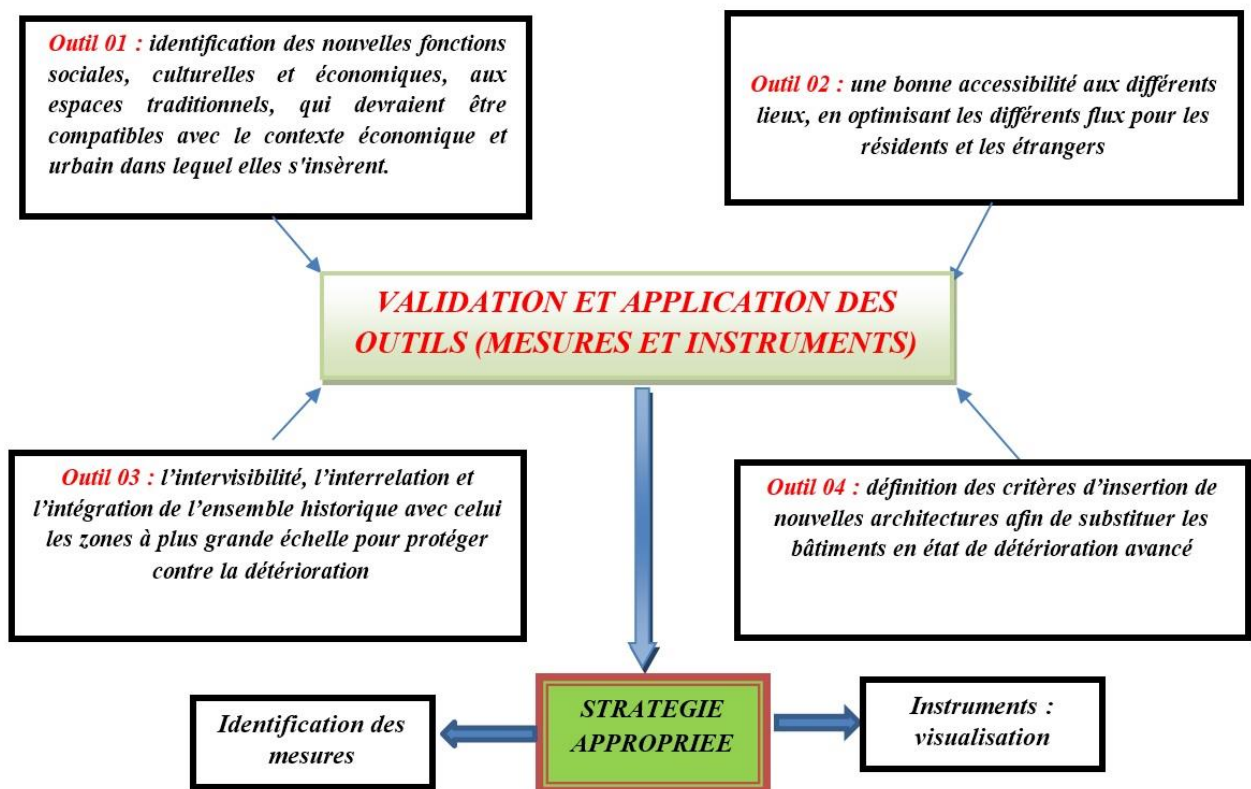 Outil 01 : identification des nouvelles fonctions
sociales, culturelles et économiques, aux
espaces traditionnels, qui devraient être
compatibles avec le contexte économique et
urbain dans lequel elles s'insèrent.
Outil 02 : une bonne accessibilité aux différents
lieux, en optimisant les différents flux pour les
résidents et les étrangers
VALIDATION ET APPLICATION DES
OUTILS (MESURES ET INSTRUMENTS)
Outil 03 : l’intervisibilité, l’interrelation et
l’intégration de l’ensemble historique avec celui
les zones à plus grande échelle pour protéger
contre la détérioration
Outil 04 : définition des critères d’insertion de
nouvelles architectures afin de substituer les
bâtiments en état de détérioration avancé
Identification des
mesures
STRATEGIE
APPROPRIEE
Instruments :
visualisation